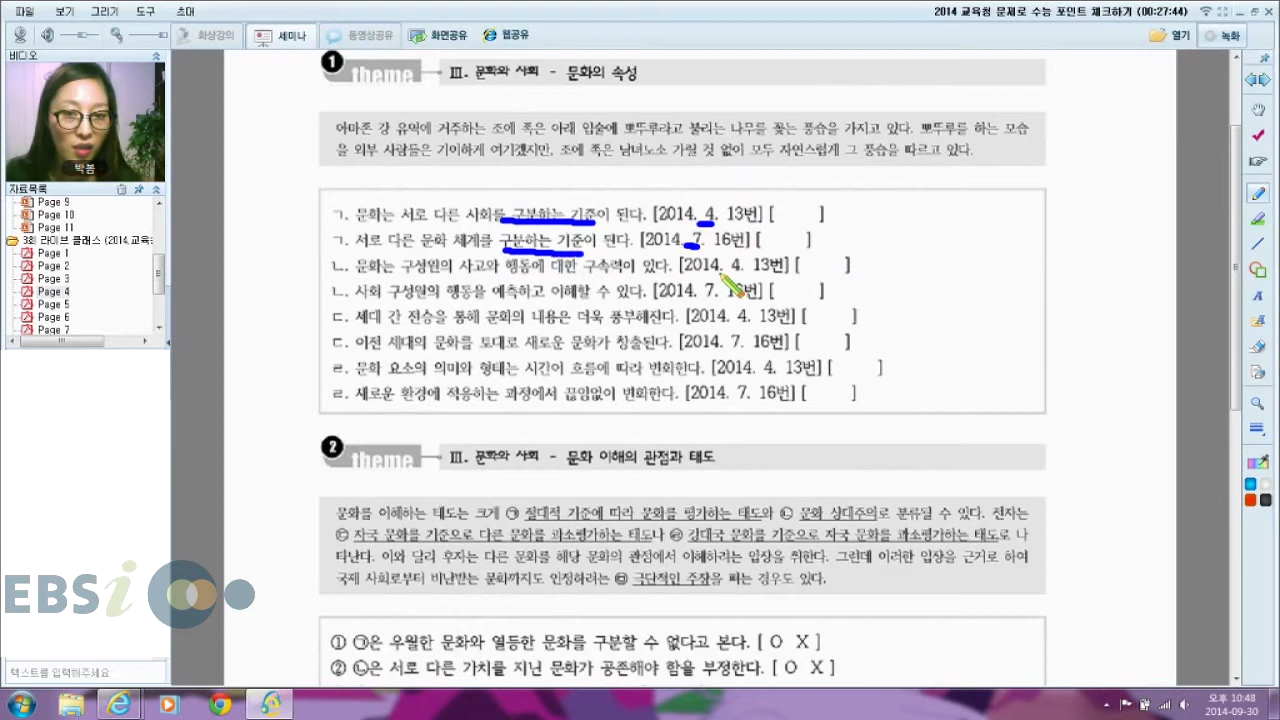 파일 보기 그리기 도구 초대
2014 교육청 문제로 수능 포인트 체크하기 (00:27:44)
화상강의 세미나 동영상공유 화면공유 웹공유 열기 녹화
비디오
박봄
자료목록
Page 9
Page 10
Page 11
3회 라이브 클래스 (2014,교육
Page 1
Page 2
Page 3
Page 4
Page 5
Page 6
Page 7
텍스트를 입력해주세요
1 theme Ⅲ. 문화와 사회 - 문화의 속성
아마존 강 유역에 거주하는 조에 족은 아래 입술에 뽀뚜루라고 불리는 나무를 꽂는 풍습을 가지고 있다. 뽀뚜루를 하는 모습
을 외부 사람들은 기이하게 여기겠지만, 조에 족은 남녀노소 가릴 것 없이 모두 자연스럽게 그 풍습을 따르고 있다.
ㄱ. 문화는 서로 다른 사회를 구분하는 기준이 된다. [2014. 4. 13번] [ ]
ㄱ. 서로 다른 문화 체계를 구분하는 기준이 된다. [2014. 7. 16번] [ ]
ㄴ. 문화는 구성원의 사고와 행동에 대한 구속력이 있다. [2014. 4. 13번] [ ]
ㄴ. 사회 구성원의 행동을 예측하고 이해할 수 있다. [2014. 7. 16번] [ ]
ㄷ. 세대 간 전승을 통해 문화의 내용은 더욱 풍부해진다. [2014. 4. 13번] [ ]
ㄷ. 이전 세대의 문화를 토대로 새로운 문화가 창출된다. [2014. 7. 16번] [ ]
ㄹ. 문화 요소의 의미와 형태는 시간이 흐름에 따라 변화한다. [2014. 4. 13번] [ ]
ㄹ. 새로운 환경에 적응하는 과정에서 끊임없이 변화한다. [2014. 7. 16번] [ ]
2 theme Ⅲ. 문화와 사회 - 문화 이해의 관점과 태도
문화를 이해하는 태도는 크게 ㉠ 절대적 기준에 따라 문화를 평가하는 태도와 ㉡ 문화 상대주의로 분류될 수 있다. 전자는
㉢ 자국 문화를 기준으로 다른 문화를 과소평가하는 태도나 ㉣ 상대국 문화를 기준으로 자국 문화를 과소평가하는 태도로 나
타난다. 이와 달리 후자는 다른 문화를 해당 문화의 관점에서 이해하려는 입장을 취한다. 그런데 이러한 입장을 근거로 하여
국제 사회로부터 비난받는 문화까지도 인정하려는 ㉤ 극단적인 주장을 펴는 경우도 있다.
① ㉠은 우월한 문화와 열등한 문화를 구분할 수 없다고 본다. [ O X ]
② ㉡은 서로 다른 가치를 지닌 문화가 공존해야 함을 부정한다. [ O X ]
EBSi
오후 10:48
2014-09-30